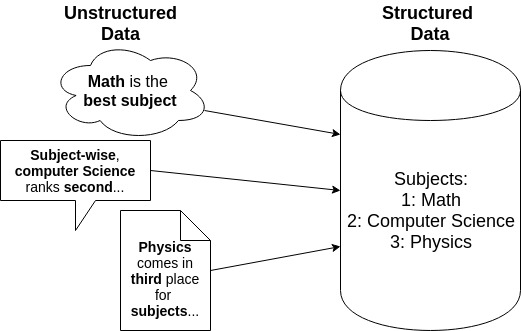 Unstructured
Data
Structured
Data
Math is the
best subject
Subject-wise,
computer Science
ranks second...
Physics
comes in
third place
for
subjects...
Subjects:
1: Math
2: Computer Science
3: Physics